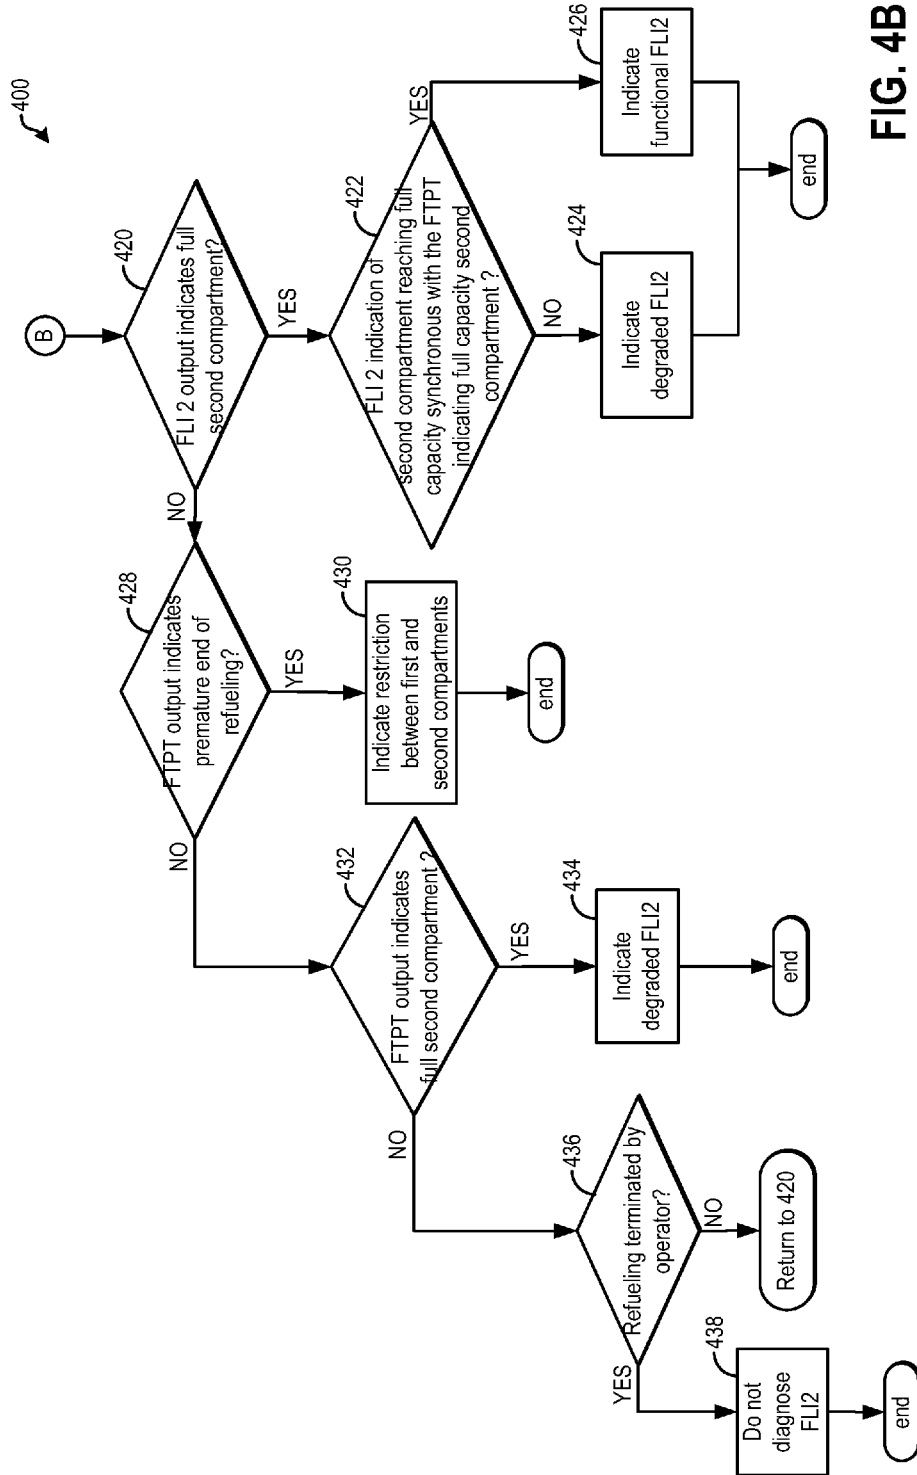 400
B
420
FLI 2 output indicates full
second compartment?
NO
YES
422
FLI 2 indication of
second compartment reaching full
capacity synchronous with the FTPT
indicating full capacity second
compartment ?
YES
NO
424
Indicate
degraded FLI2
426
Indicate
functional FLI2
end
428
FTPT output indicates
premature end of
refueling?
NO
YES
430
Indicate restriction
between first and
second compartments
end
432
FTPT output indicates
full second compartment ?
NO
YES
434
Indicate
degraded FLI2
end
436
Refueling terminated by
operator?
YES
NO
Return to 420
438
Do not
diagnose
FLI2
end
FIG. 4B